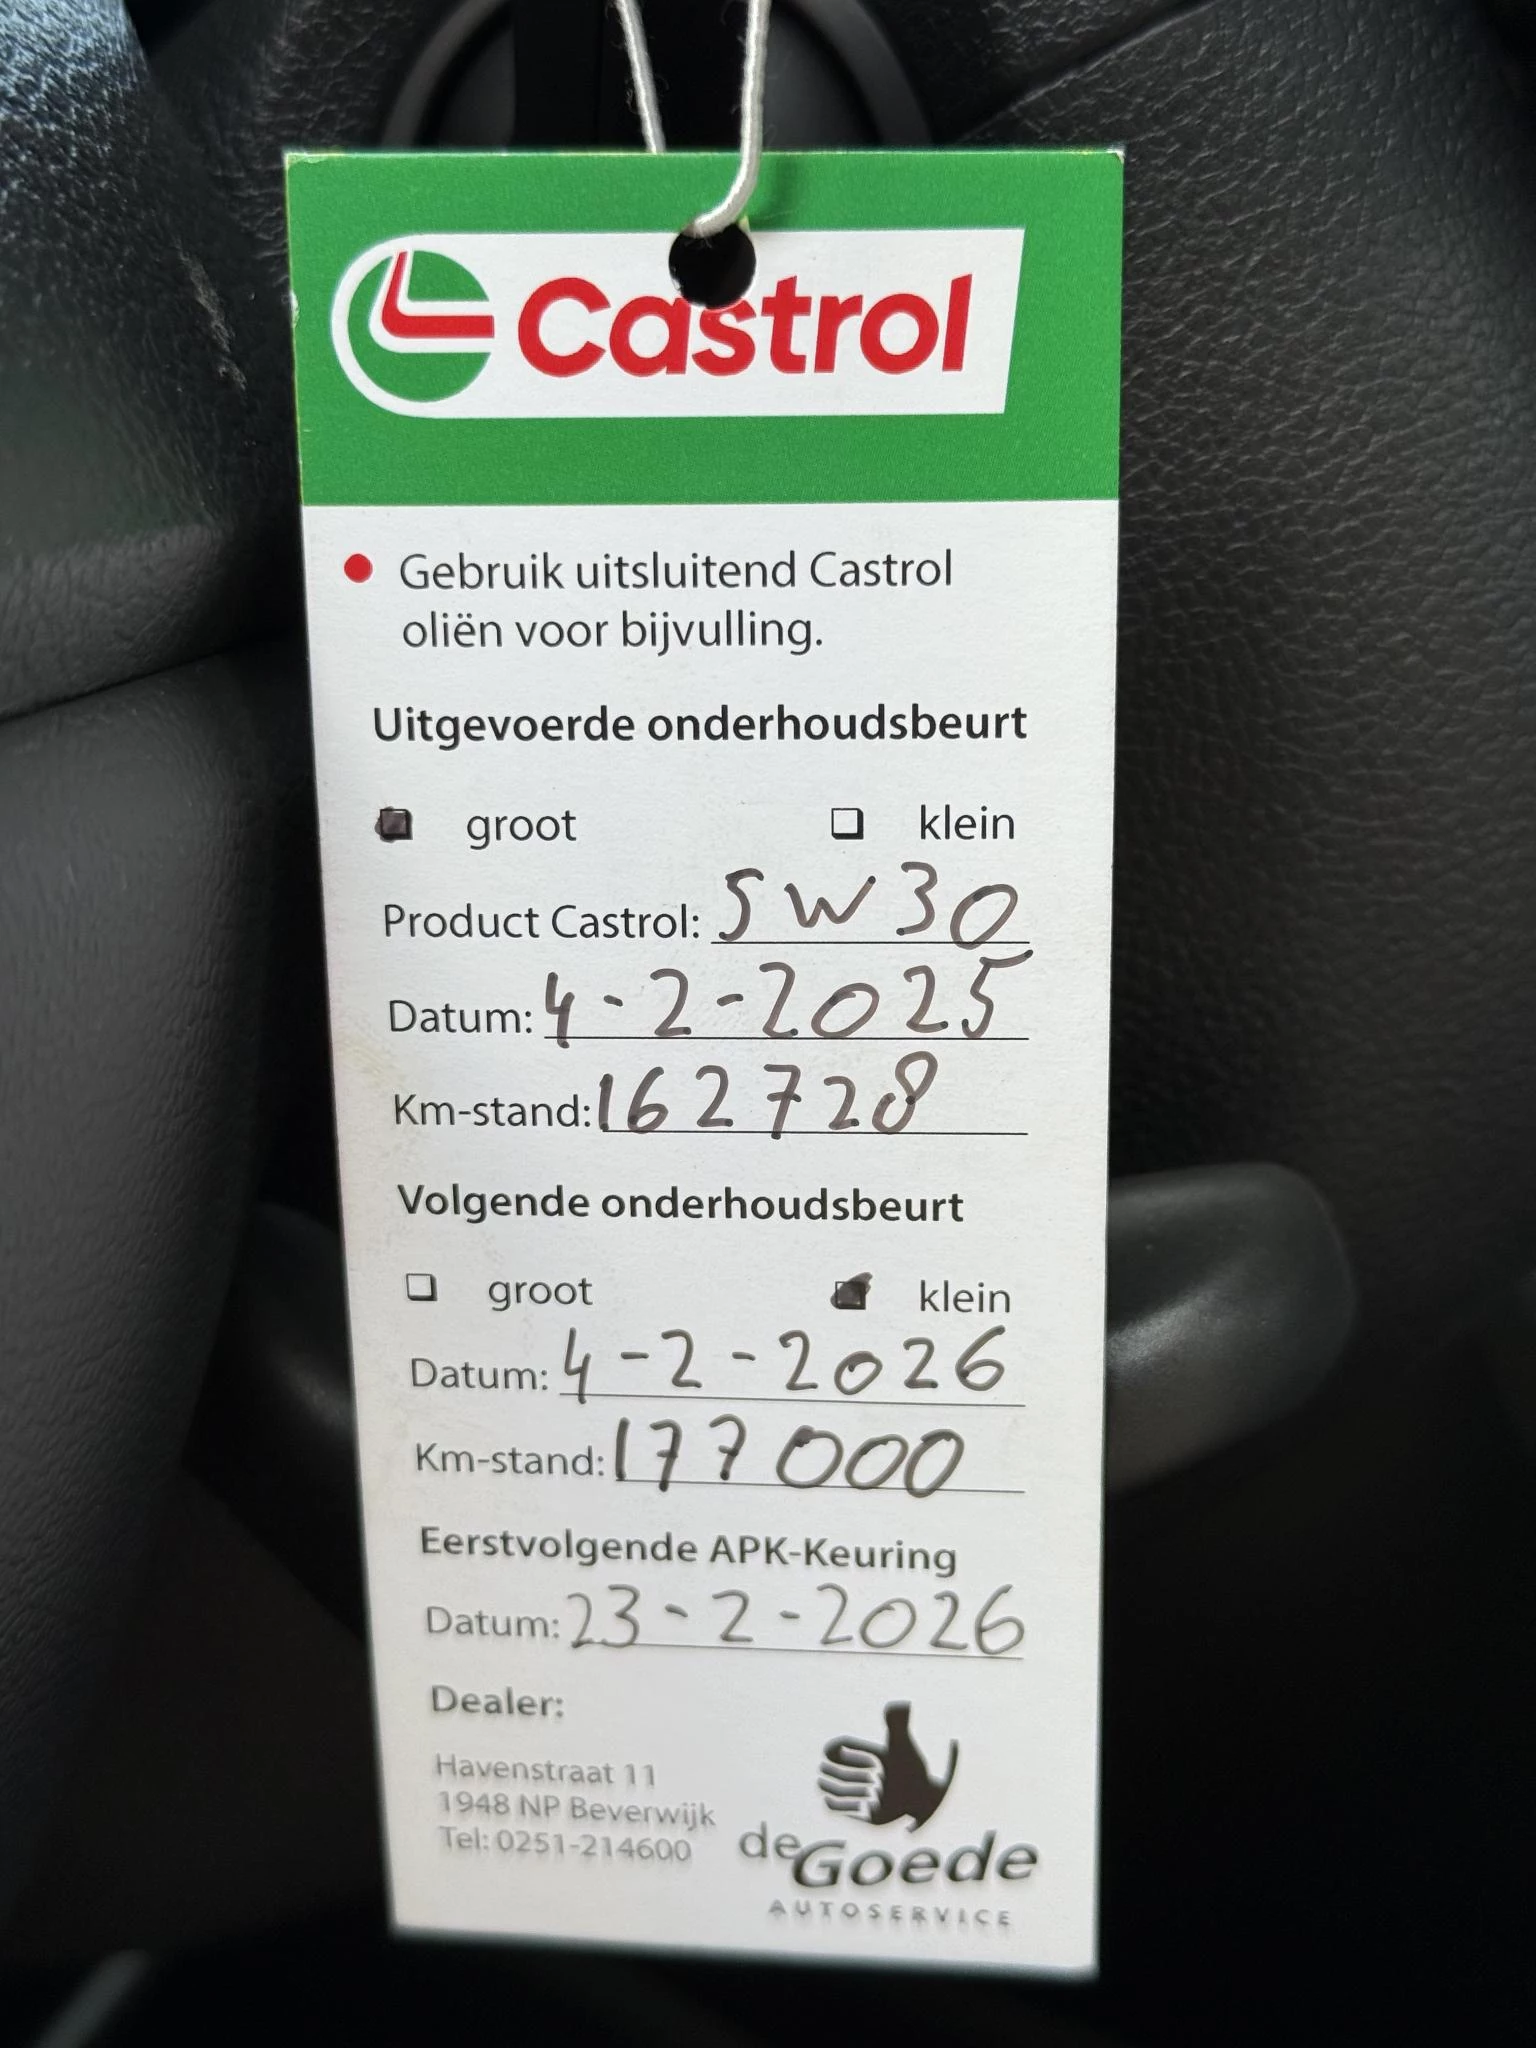 Castrol
Gebruik uitsluitend Castrol
oliën voor bijvulling.
Uitgevoerde onderhoudsbeurt
groot klein
Product Castrol: 5W30
Datum: 4-2-2025
Km-stand: 162728
Volgende onderhoudsbeurt
groot klein
Datum: 4-2-2026
Km-stand: 177000
Eerstvolgende APK-Keuring
Datum: 23-2-2026
Dealer:
Havenstraat 11
1948 NP Beverwijk
Tel: 0251-214600
de Goede
AUTOSERVICE